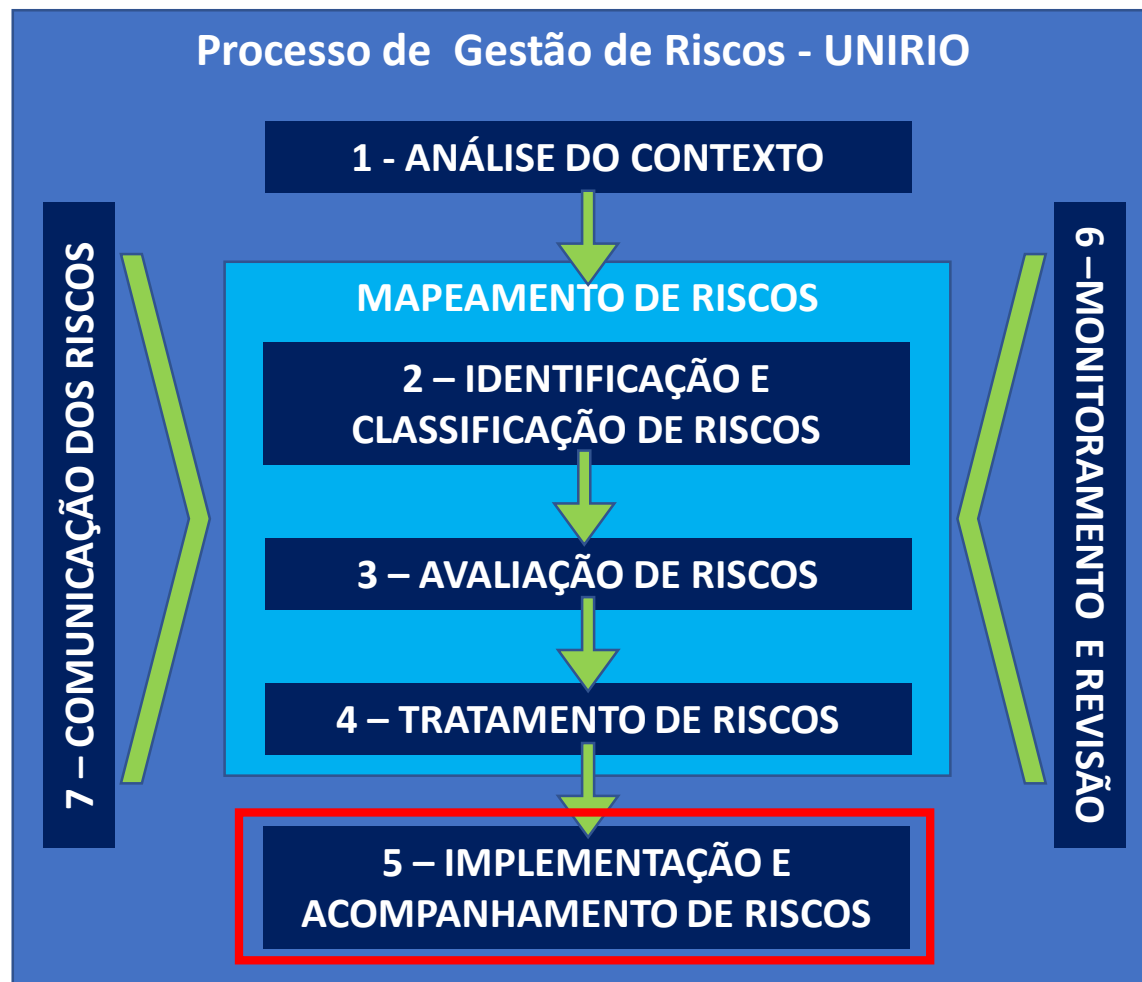 Processo de  Gestão de Riscos - UNIRIO
1 - ANÁLISE DO CONTEXTO
7 – COMUNICAÇÃO DOS RISCOS
MAPEAMENTO DE RISCOS
2 – IDENTIFICAÇÃO E
CLASSIFICAÇÃO DE RISCOS
3 – AVALIAÇÃO DE RISCOS
4 – TRATAMENTO DE RISCOS
5 – IMPLEMENTAÇÃO E
ACOMPANHAMENTO DE RISCOS
6 –MONITORAMENTO  E REVISÃO